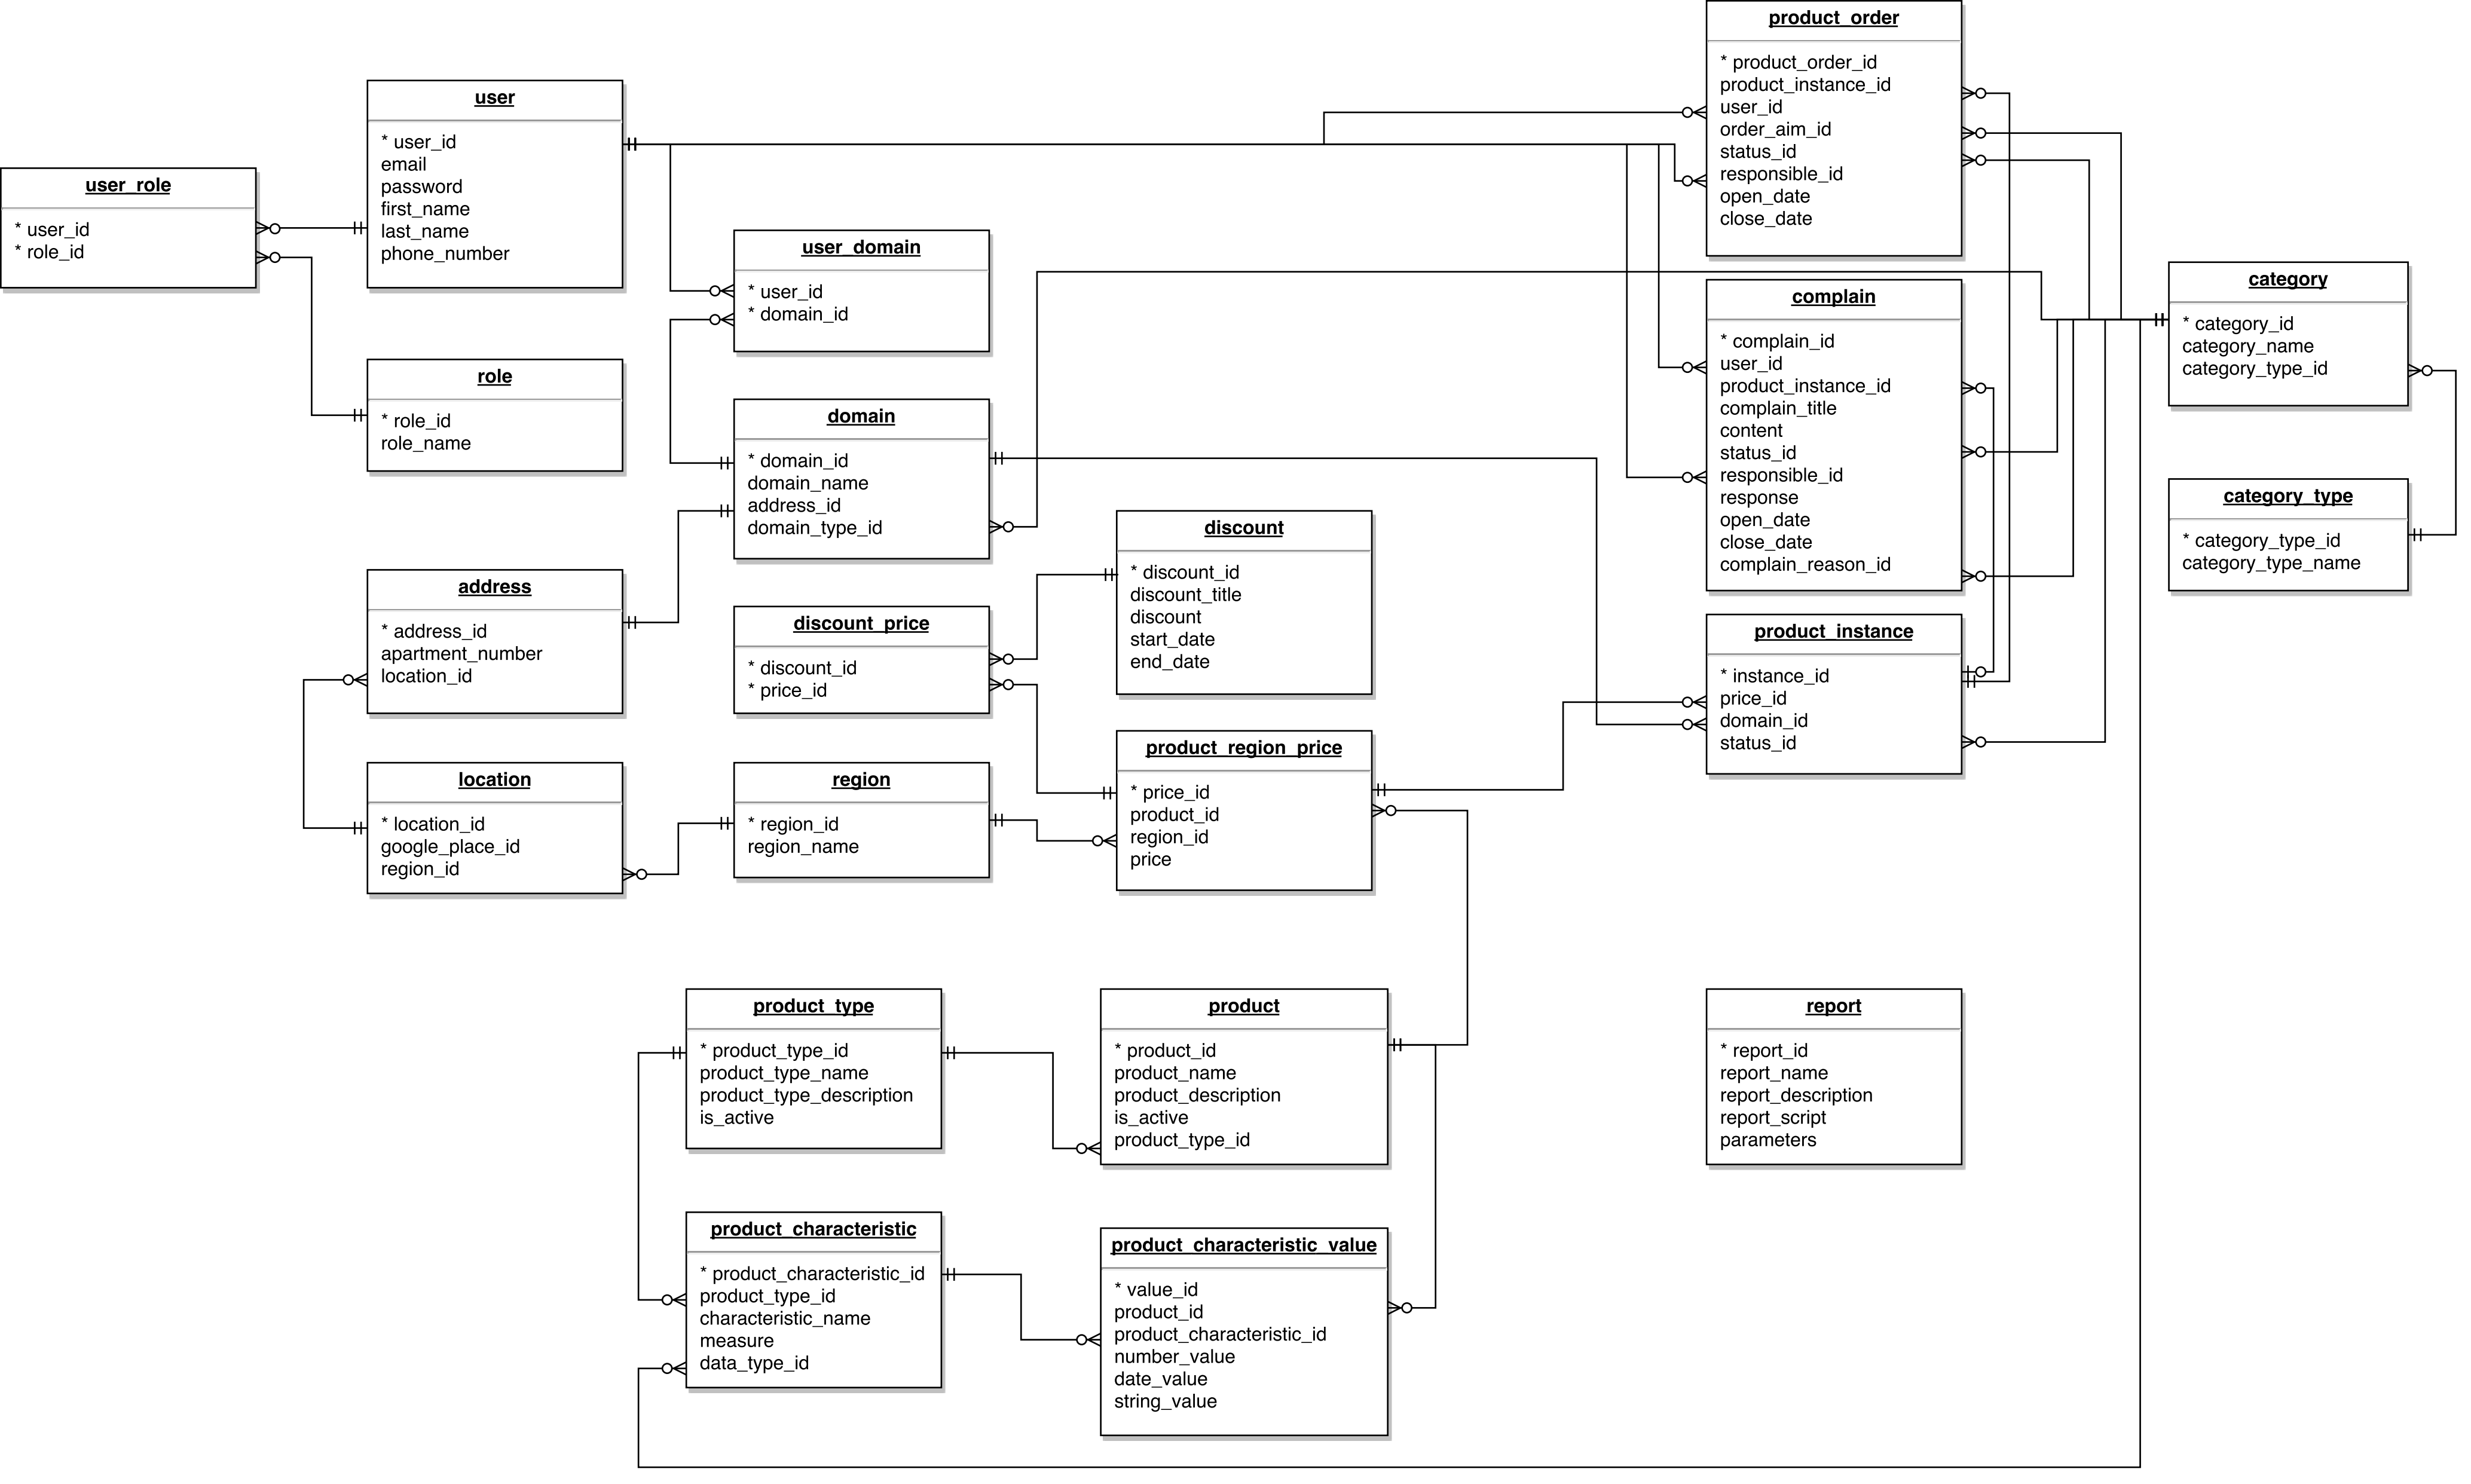 product_order
* product_order_id
product_instance_id
user_id
order_aim_id
status_id
responsible_id
open_date
close_date
user
* user_id
email
password
first_name
last_name
phone_number
user_role
* user_id
* role_id
user_domain
* user_id
* domain_id
category
* category_id
category_name
category_type_id
complain
* complain_id
user_id
product_instance_id
complain_title
content
status_id
responsible_id
response
open_date
close_date
complain_reason_id
role
* role_id
role_name
domain
* domain_id
domain_name
address_id
domain_type_id
category_type
* category_type_id
category_type_name
discount
* discount_id
discount_title
discount
start_date
end_date
address
* address_id
apartment_number
location_id
discount_price
* discount_id
* price_id
product_instance
* instance_id
price_id
domain_id
status_id
product_region_price
* price_id
product_id
region_id
price
location
* location_id
google_place_id
region_id
region
* region_id
region_name
product_type
* product_type_id
product_type_name
product_type_description
is_active
product
* product_id
product_name
product_description
is_active
product_type_id
report
* report_id
report_name
report_description
report_script
parameters
product_characteristic
* product_characteristic_id
product_type_id
characteristic_name
measure
data_type_id
product_characteristic_value
* value_id
product_id
product_characteristic_id
number_value
date_value
string_value